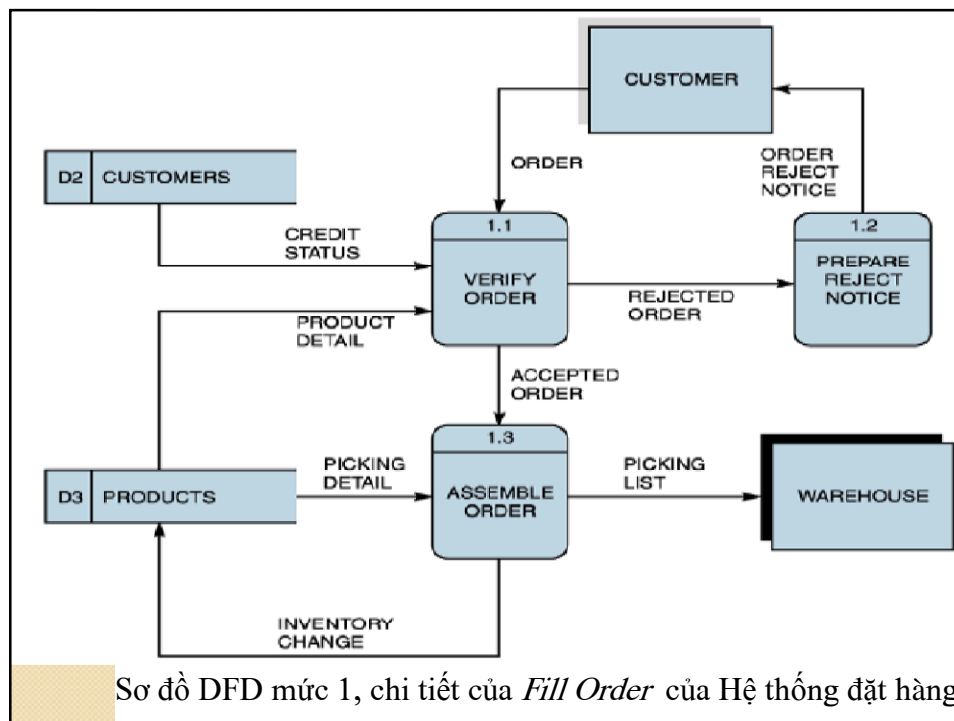 CUSTOMER
ORDER
ORDER
REJECT
NOTICE
D2 CUSTOMERS
CREDIT
STATUS
1.1
VERIFY
ORDER
1.2
PREPARE
REJECT
NOTICE
REJECTED
ORDER
PRODUCT
DETAIL
ACCEPTED
ORDER
D3 PRODUCTS
PICKING
DETAIL
1.3
ASSEMBLE
ORDER
PICKING
LIST
WAREHOUSE
INVENTORY
CHANGE
Sơ đồ DFD mức 1, chi tiết của Fill Order của Hệ thống đặt hàng